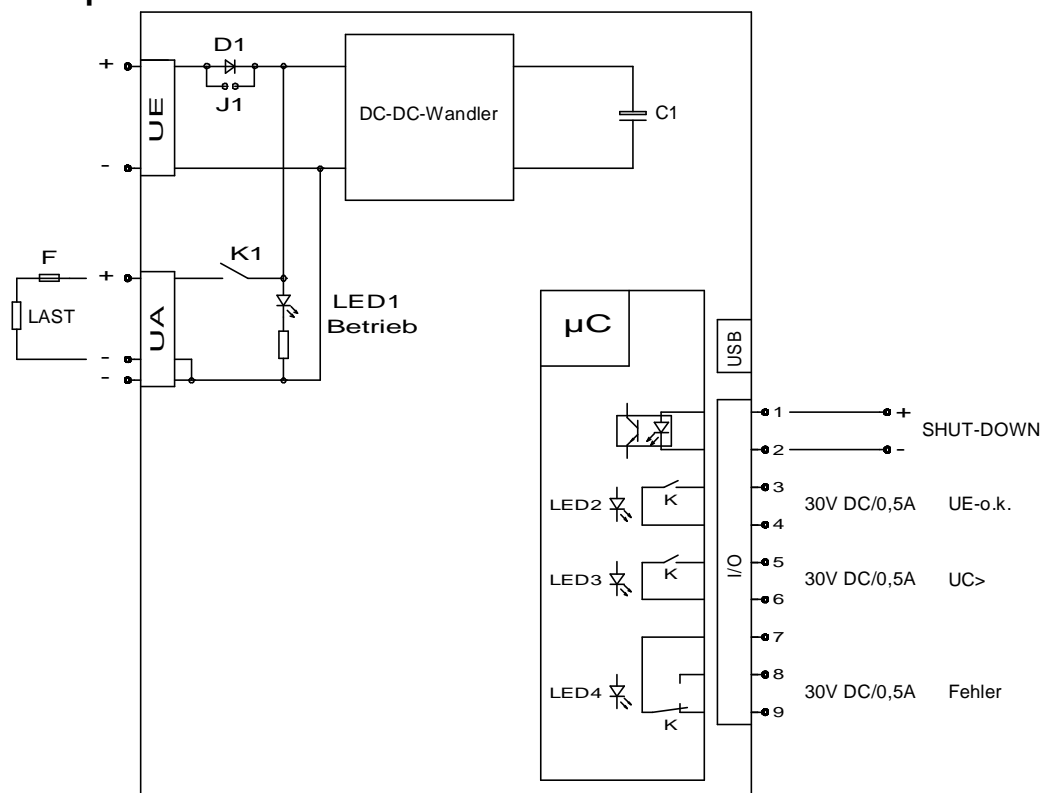 D1
+
J1
UE
DC-DC-Wandler
C1
-
F
+
K1
LAST
UA
LED1
Betrieb
-
-
µC
USB
1
+
SHUT-DOWN
2
-
3
LED2
K
30V DC/0,5A
UE-o.k.
4
I/O
5
LED3
K
30V DC/0,5A
UC>
6
7
8
LED4
30V DC/0,5A
Fehler
K
9